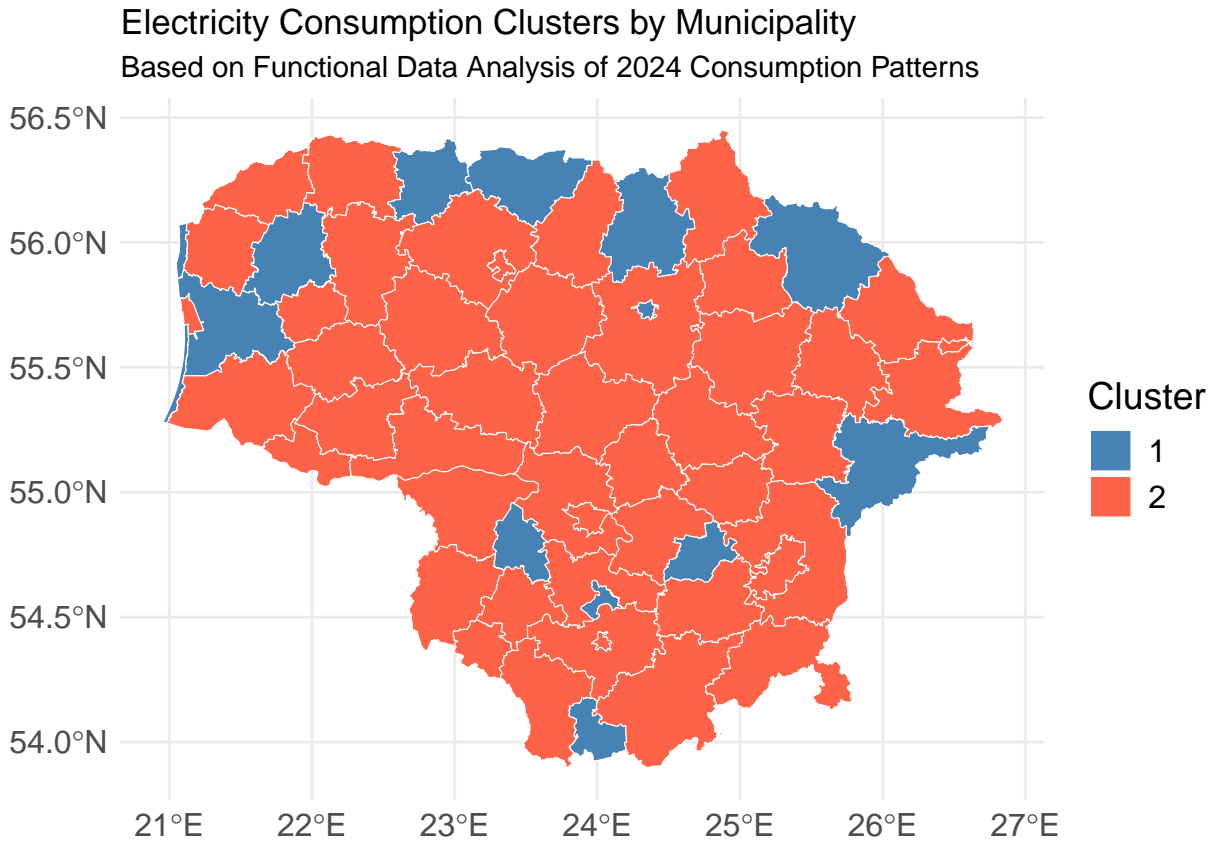 Electricity Consumption Clusters by Municipality
Based on Functional Data Analysis of 2024 Consumption Patterns
56.5°N
56.0°N
55.5°N
55.0°N
54.5°N
54.0°N
21°E 22°E 23°E 24°E 25°E 26°E 27°E
Cluster
1
2